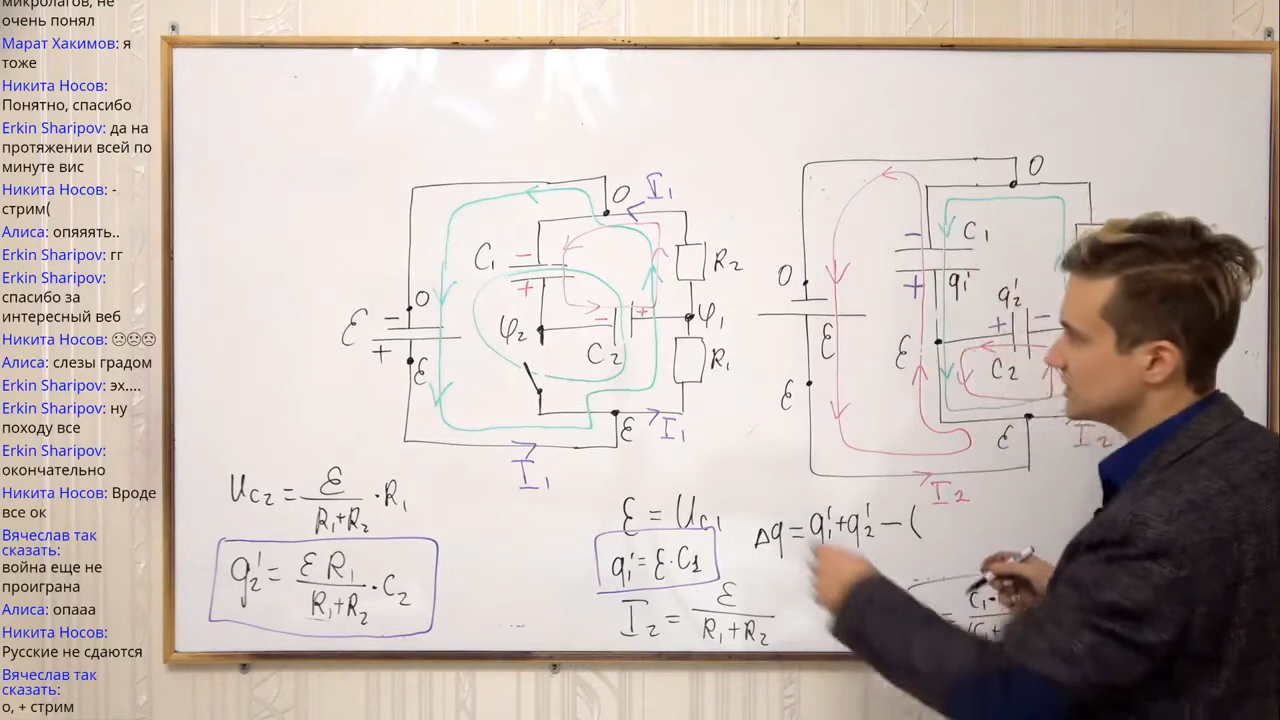 микролагов, не
очень понял
Марат Хакимов: я
тоже
Никита Носов:
Понятно, спасибо
Erkin Sharipov: да на
протяжении всей по
минуте вис
Никита Носов: -
стрим(
Алиса: опяяять..
Erkin Sharipov: гг
Erkin Sharipov:
спасибо за
интересный веб
Никита Носов: ☹☹☹
Алиса: слезы градом
Erkin Sharipov: эх....
Erkin Sharipov: ну
походу все
Erkin Sharipov:
окончательно
Никита Носов: Вроде
все ок
Вячеслав так
сказать:
война еще не
проиграна
Алиса: опааа
Никита Носов:
Русские не сдаются
Вячеслав так
сказать:
о, + стрим
O I₁
C₁ - +
R₂
ℰ - + O
φ₂ - + φ₁
C₂
R₁
ℰ
ℰ I₁
I₁
U_C₂ = ℰ/(R₁+R₂) · R₁
q₂' = ℰR₁/(R₁+R₂) · C₂
O
- C₁
O + q₁'
q₂'
+ -
ℰ ℰ C₂
ℰ ℰ I₂
I₂
ℰ = U_C₁
q₁' = ℰ·C₁
I₂ = ℰ/(R₁+R₂)
Δq = q₁'+q₂' − (